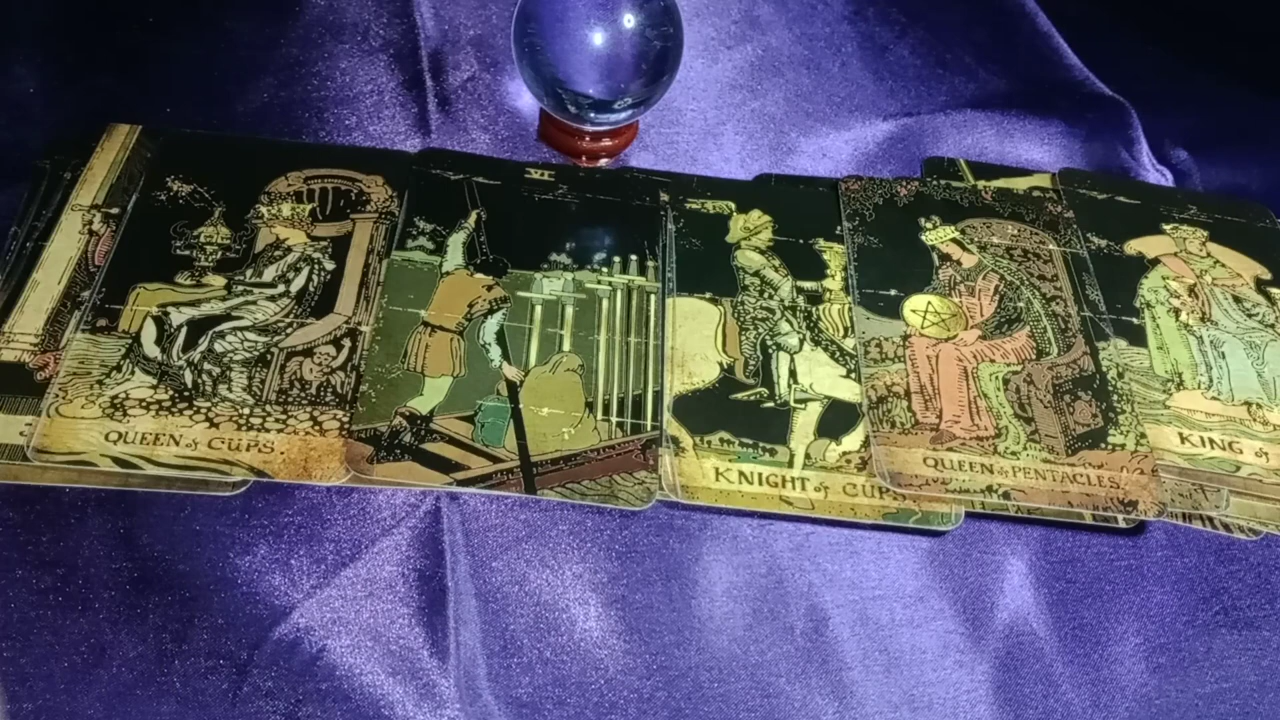 VI
QUEEN of CUPS.
KNIGHT of CUPS.
QUEEN of PENTACLES.
KING of